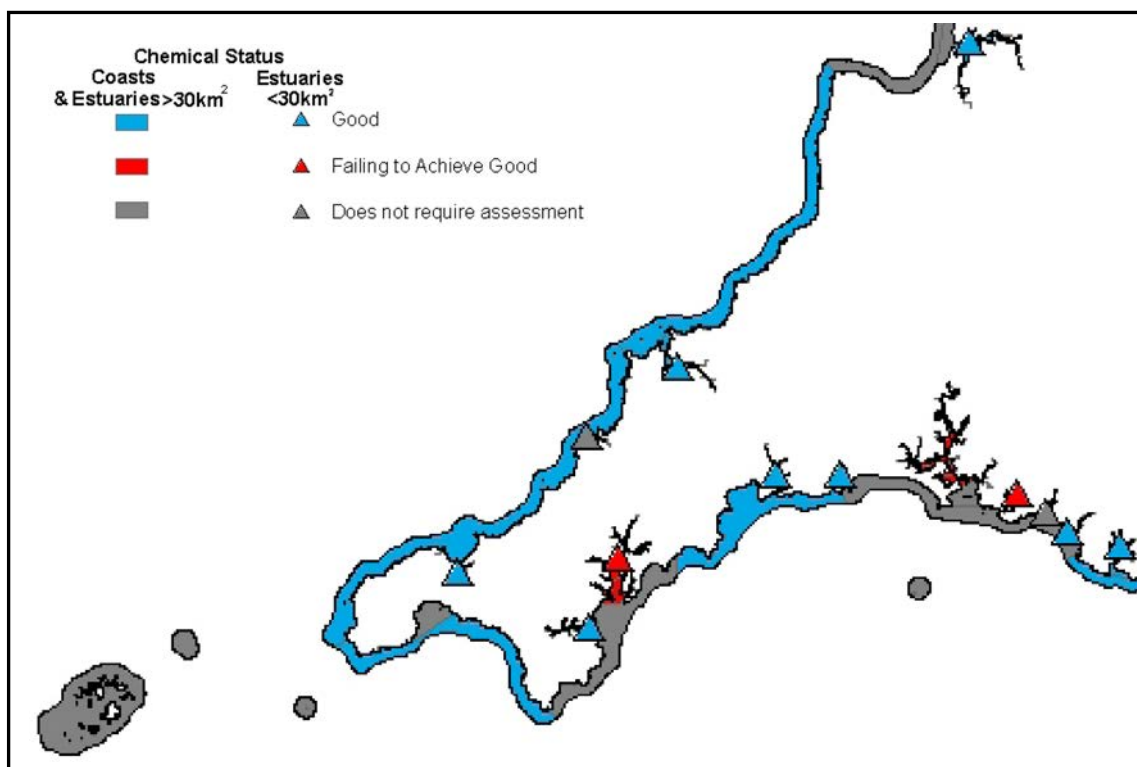 Chemical Status
Coasts Estuaries
& Estuaries>30km² <30km²
Good
Failing to Achieve Good
Does not require assessment